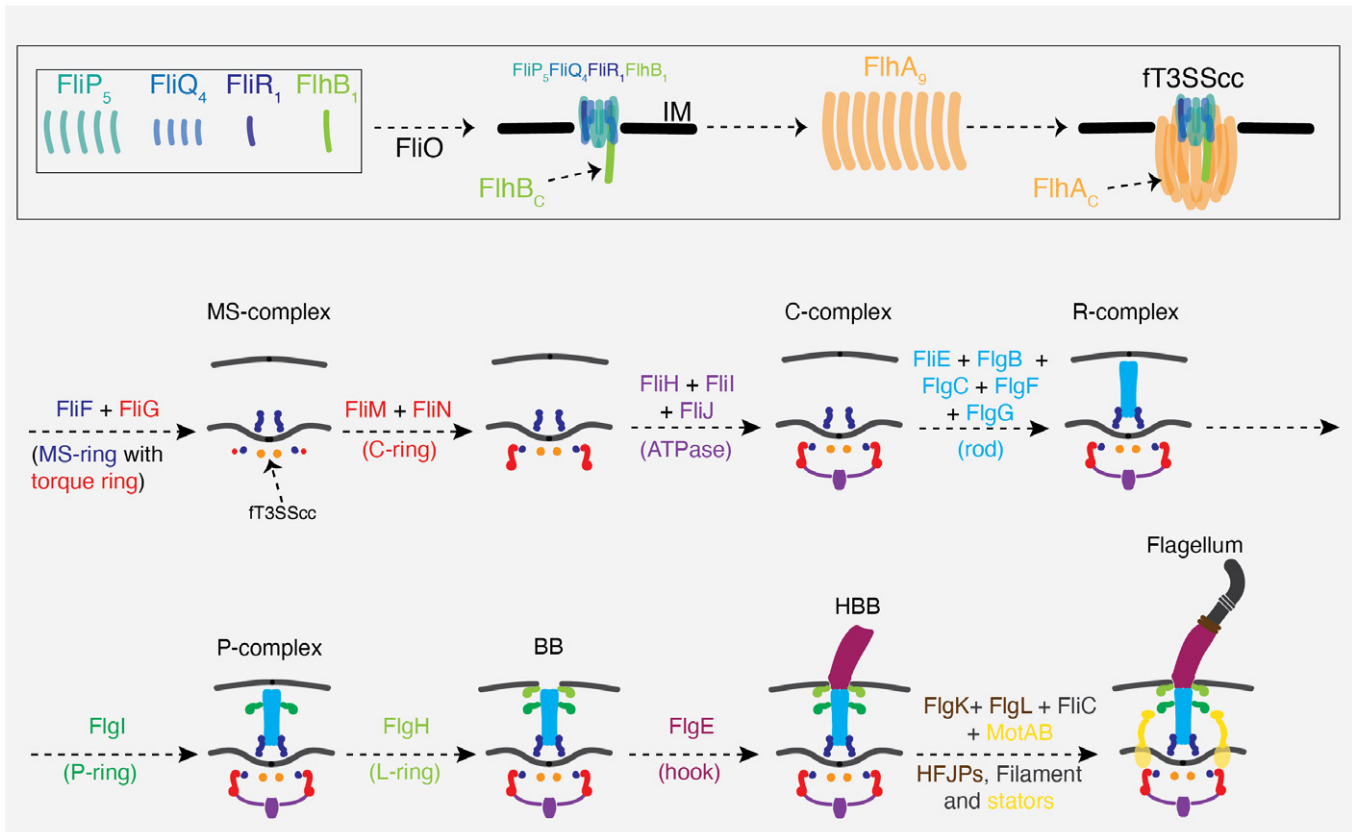 FliP5 FliQ4 FliR1 FlhB1
FliO
FliP5FliQ4FliR1FlhB1
IM
FlhBC
FlhA9
fT3SScc
FlhAC
FliF + FliG
(MS-ring with
torque ring)
MS-complex
fT3SScc
FliM + FliN
(C-ring)
FliH + FliI
+ FliJ
(ATPase)
C-complex
FliE + FlgB +
FlgC + FlgF
+ FlgG
(rod)
R-complex
FlgI
(P-ring)
P-complex
FlgH
(L-ring)
BB
FlgE
(hook)
HBB
FlgK+ FlgL + FliC
+ MotAB
HFJPs, Filament
and stators
Flagellum